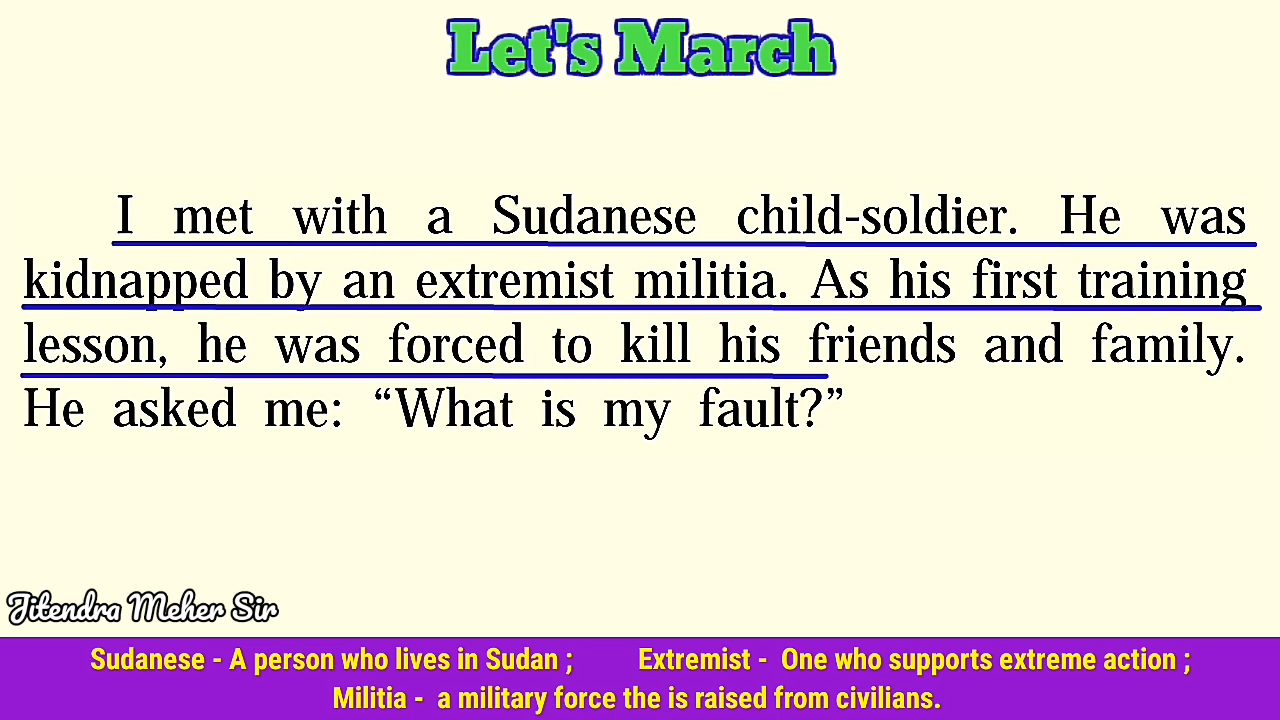 Let's March
I met with a Sudanese child-soldier. He was
kidnapped by an extremist militia. As his first training
lesson, he was forced to kill his friends and family.
He asked me: “What is my fault?”
Jitendra Meher Sir
Sudanese - A person who lives in Sudan ; Extremist - One who supports extreme action ;
Militia - a military force the is raised from civilians.